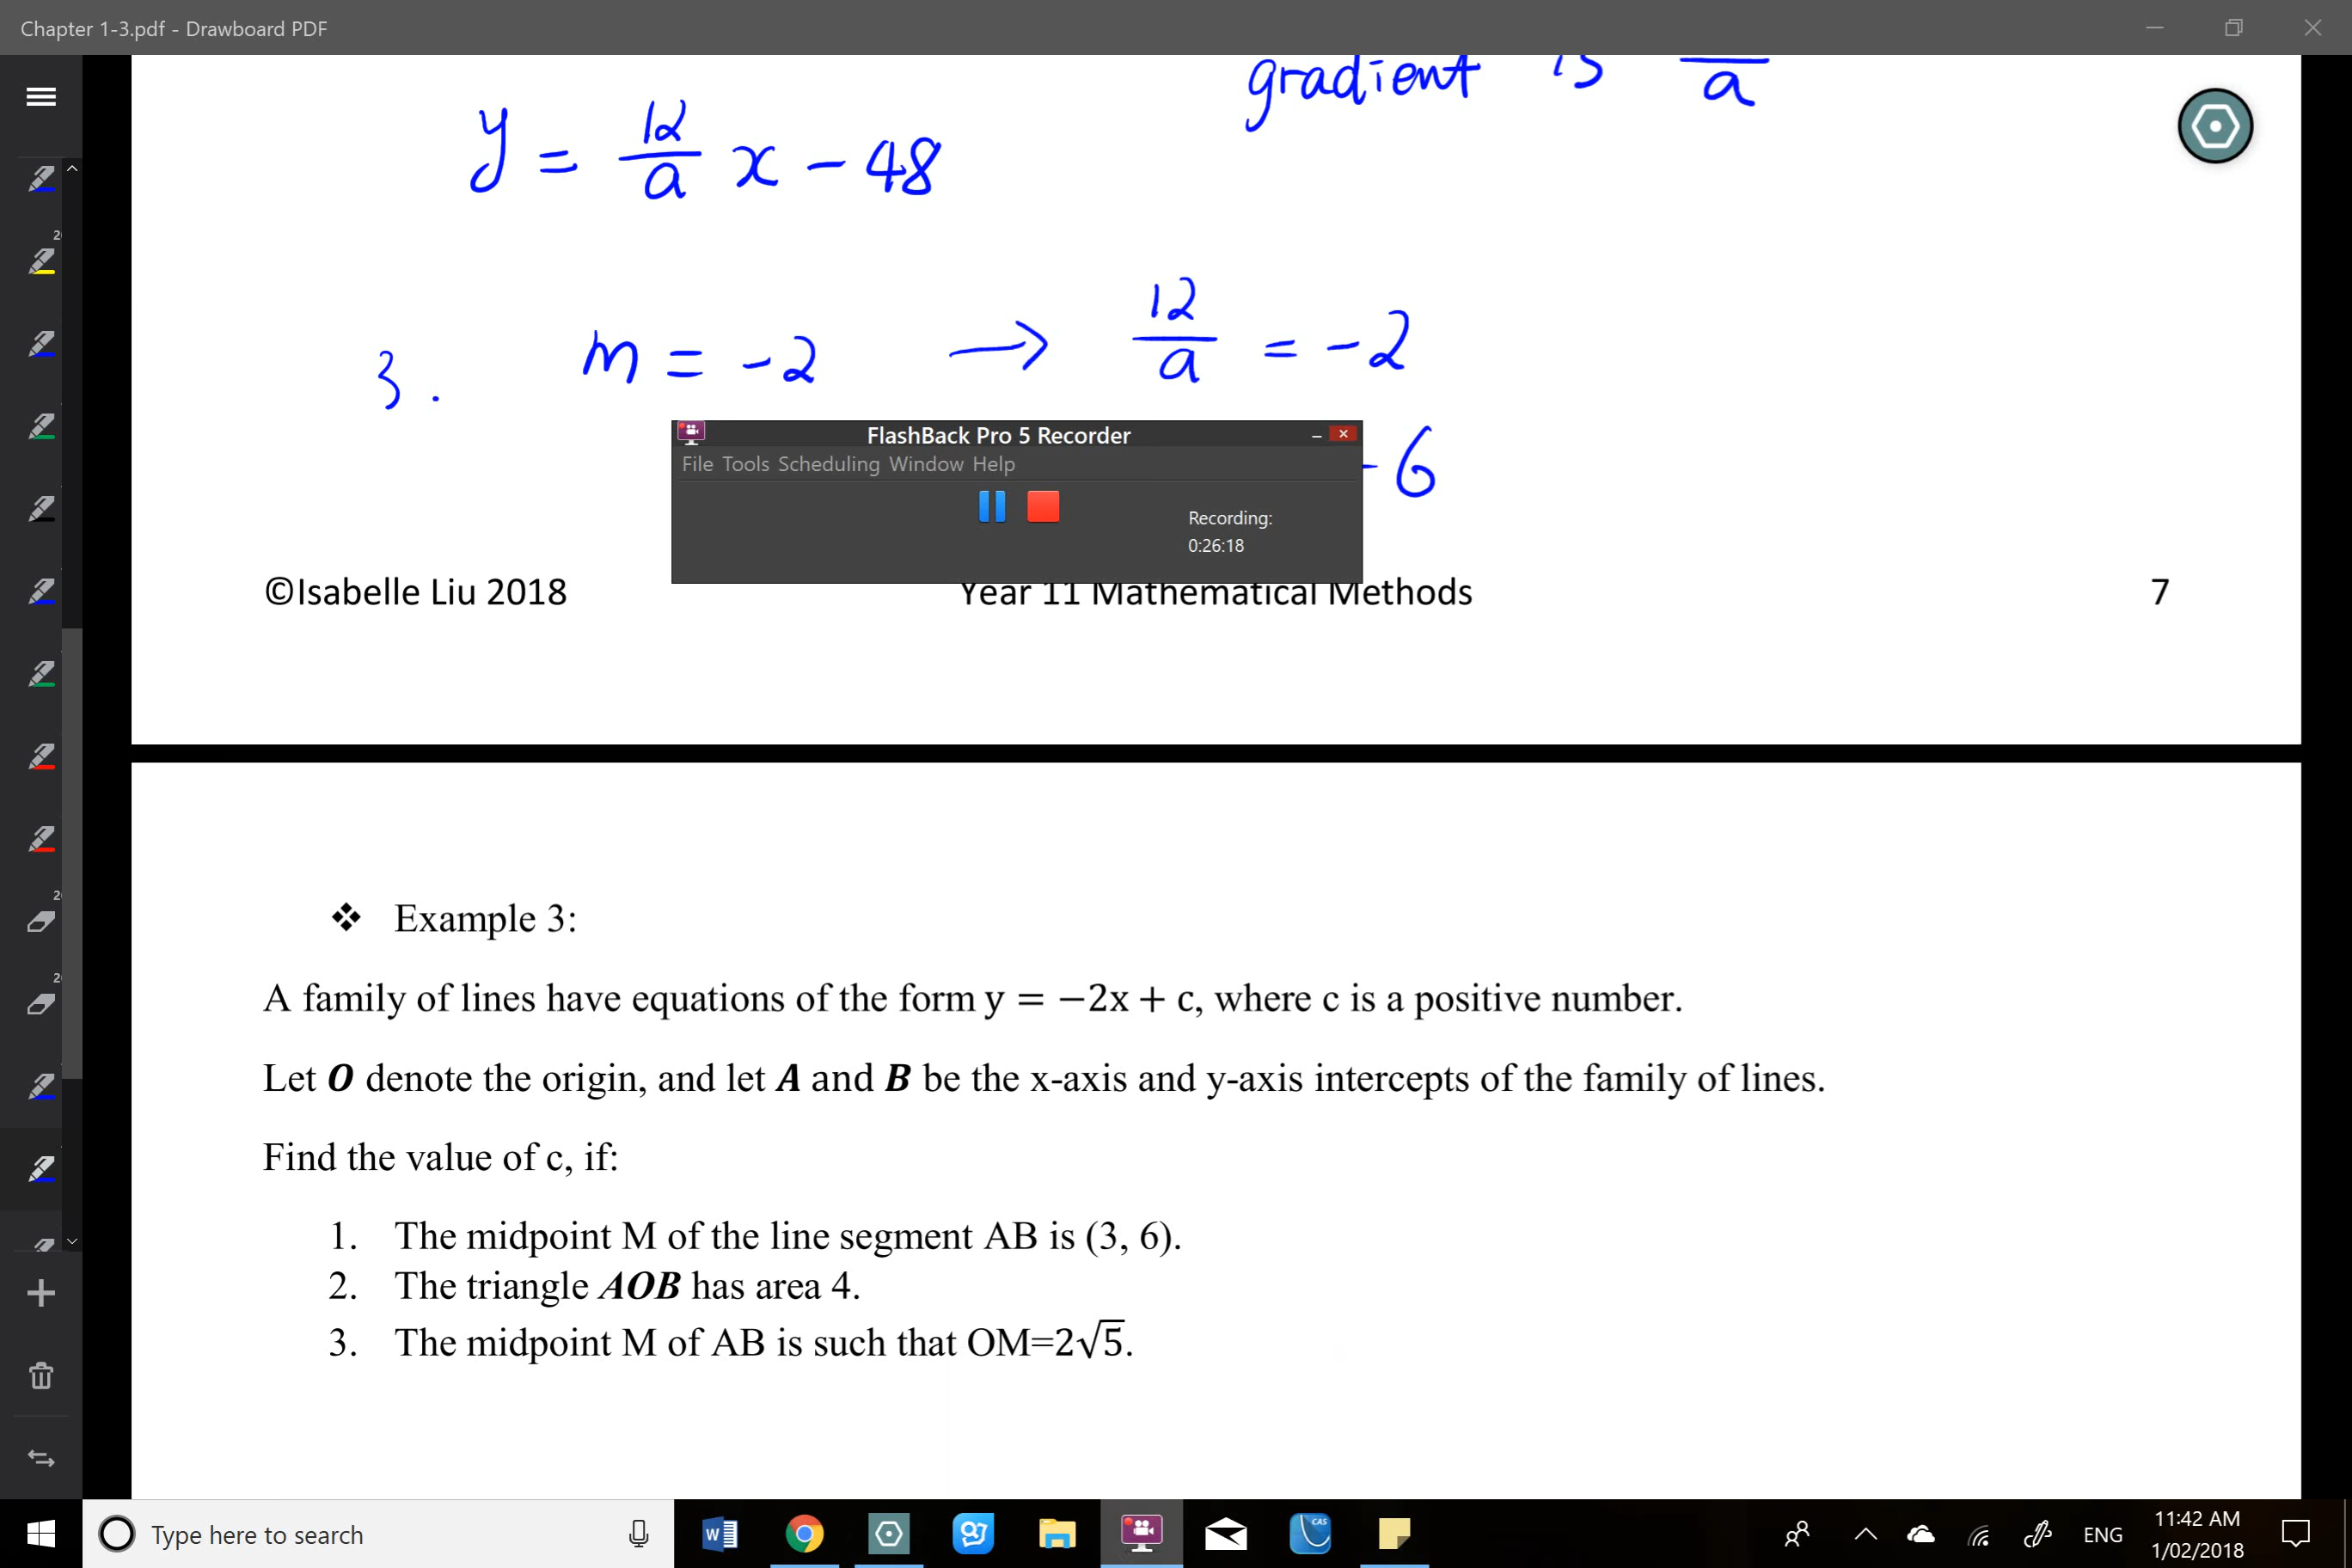 Chapter 1-3.pdf - Drawboard PDF
gradient is — a
y = 12/a x - 48
3. m = -2 → 12/a = -2
FlashBack Pro 5 Recorder
File Tools Scheduling Window Help
-6
Recording:
0:26:18
©Isabelle Liu 2018 Year 11 Mathematical Methods 7
❖ Example 3:
A family of lines have equations of the form y = −2x + c, where c is a positive number.
Let O denote the origin, and let A and B be the x-axis and y-axis intercepts of the family of lines.
Find the value of c, if:
1. The midpoint M of the line segment AB is (3, 6).
2. The triangle AOB has area 4.
3. The midpoint M of AB is such that OM=2√5.
Type here to search
CAS
ENG
11:42 AM
1/02/2018